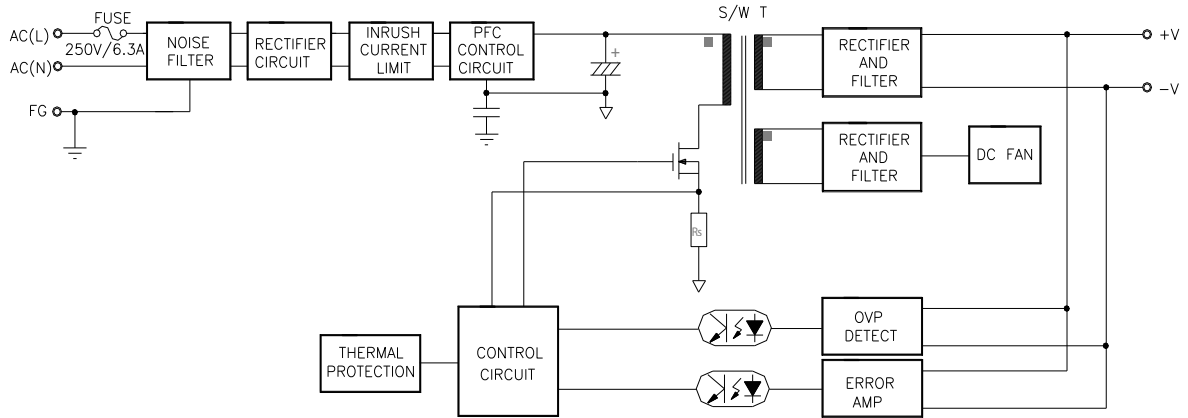 S/W T
FUSE
AC(L)
250V/6.3A
AC(N)
FG
NOISE
FILTER
RECTIFIER
CIRCUIT
INRUSH
CURRENT
LIMIT
PFC
CONTROL
CIRCUIT
+
RECTIFIER
AND
FILTER
+V
-V
RECTIFIER
AND
FILTER
DC FAN
Rs
THERMAL
PROTECTION
CONTROL
CIRCUIT
OVP
DETECT
ERROR
AMP